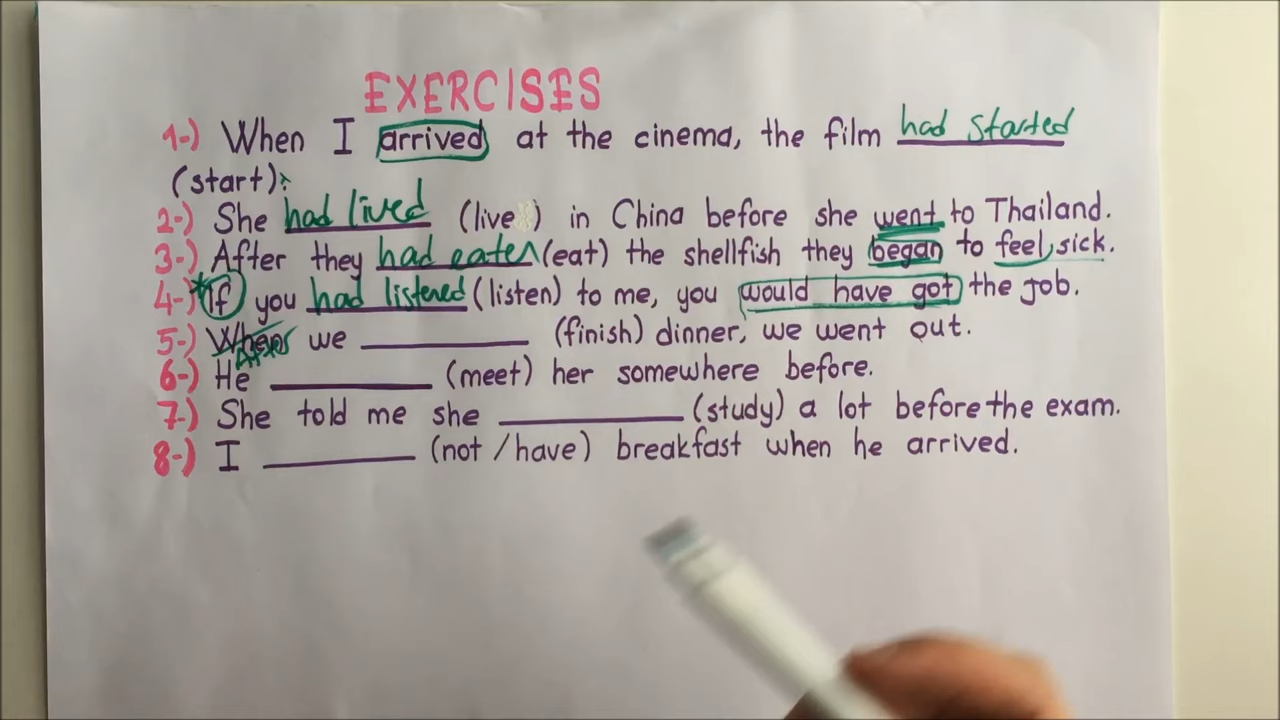 EXERCISES
1-) When I arrived at the cinema, the film had started
(start).
2-) She had lived (live) in China before she went to Thailand.
3-) After they had eaten (eat) the shellfish they began to feel sick.
*4-) If you had listened (listen) to me, you would have got the job.
5-) When After we __________ (finish) dinner, we went out.
6-) He __________ (meet) her somewhere before.
7-) She told me she __________ (study) a lot before the exam.
8-) I __________ (not / have) breakfast when he arrived.